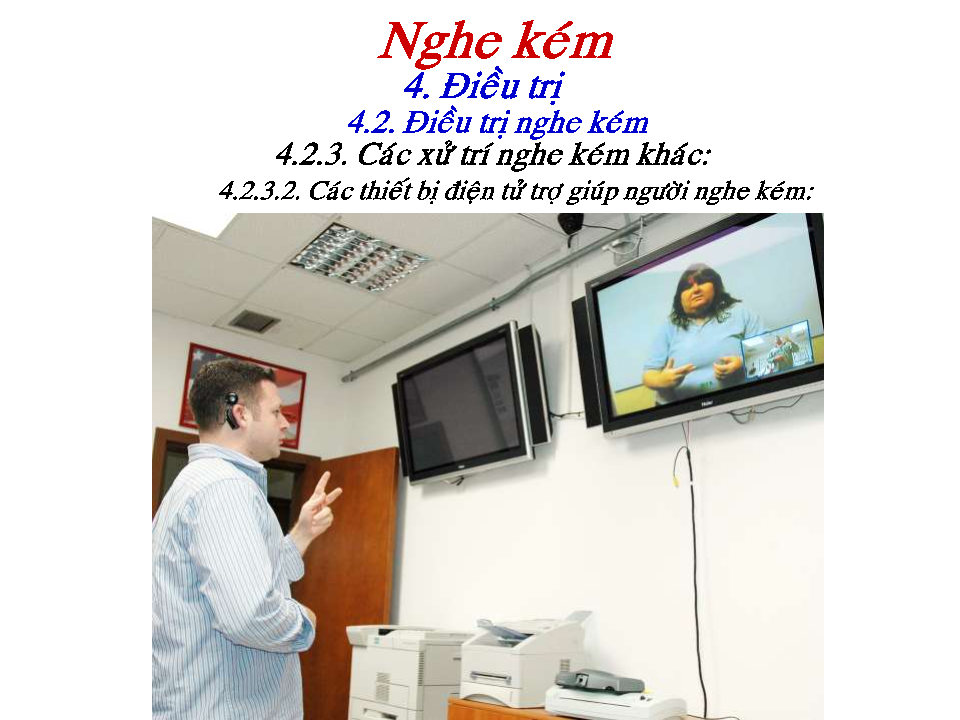 Nghe kém
4. Điều trị
4.2. Điều trị nghe kém
4.2.3. Các xử trí nghe kém khác:
4.2.3.2. Các thiết bị điện tử trợ giúp người nghe kém:
Haier